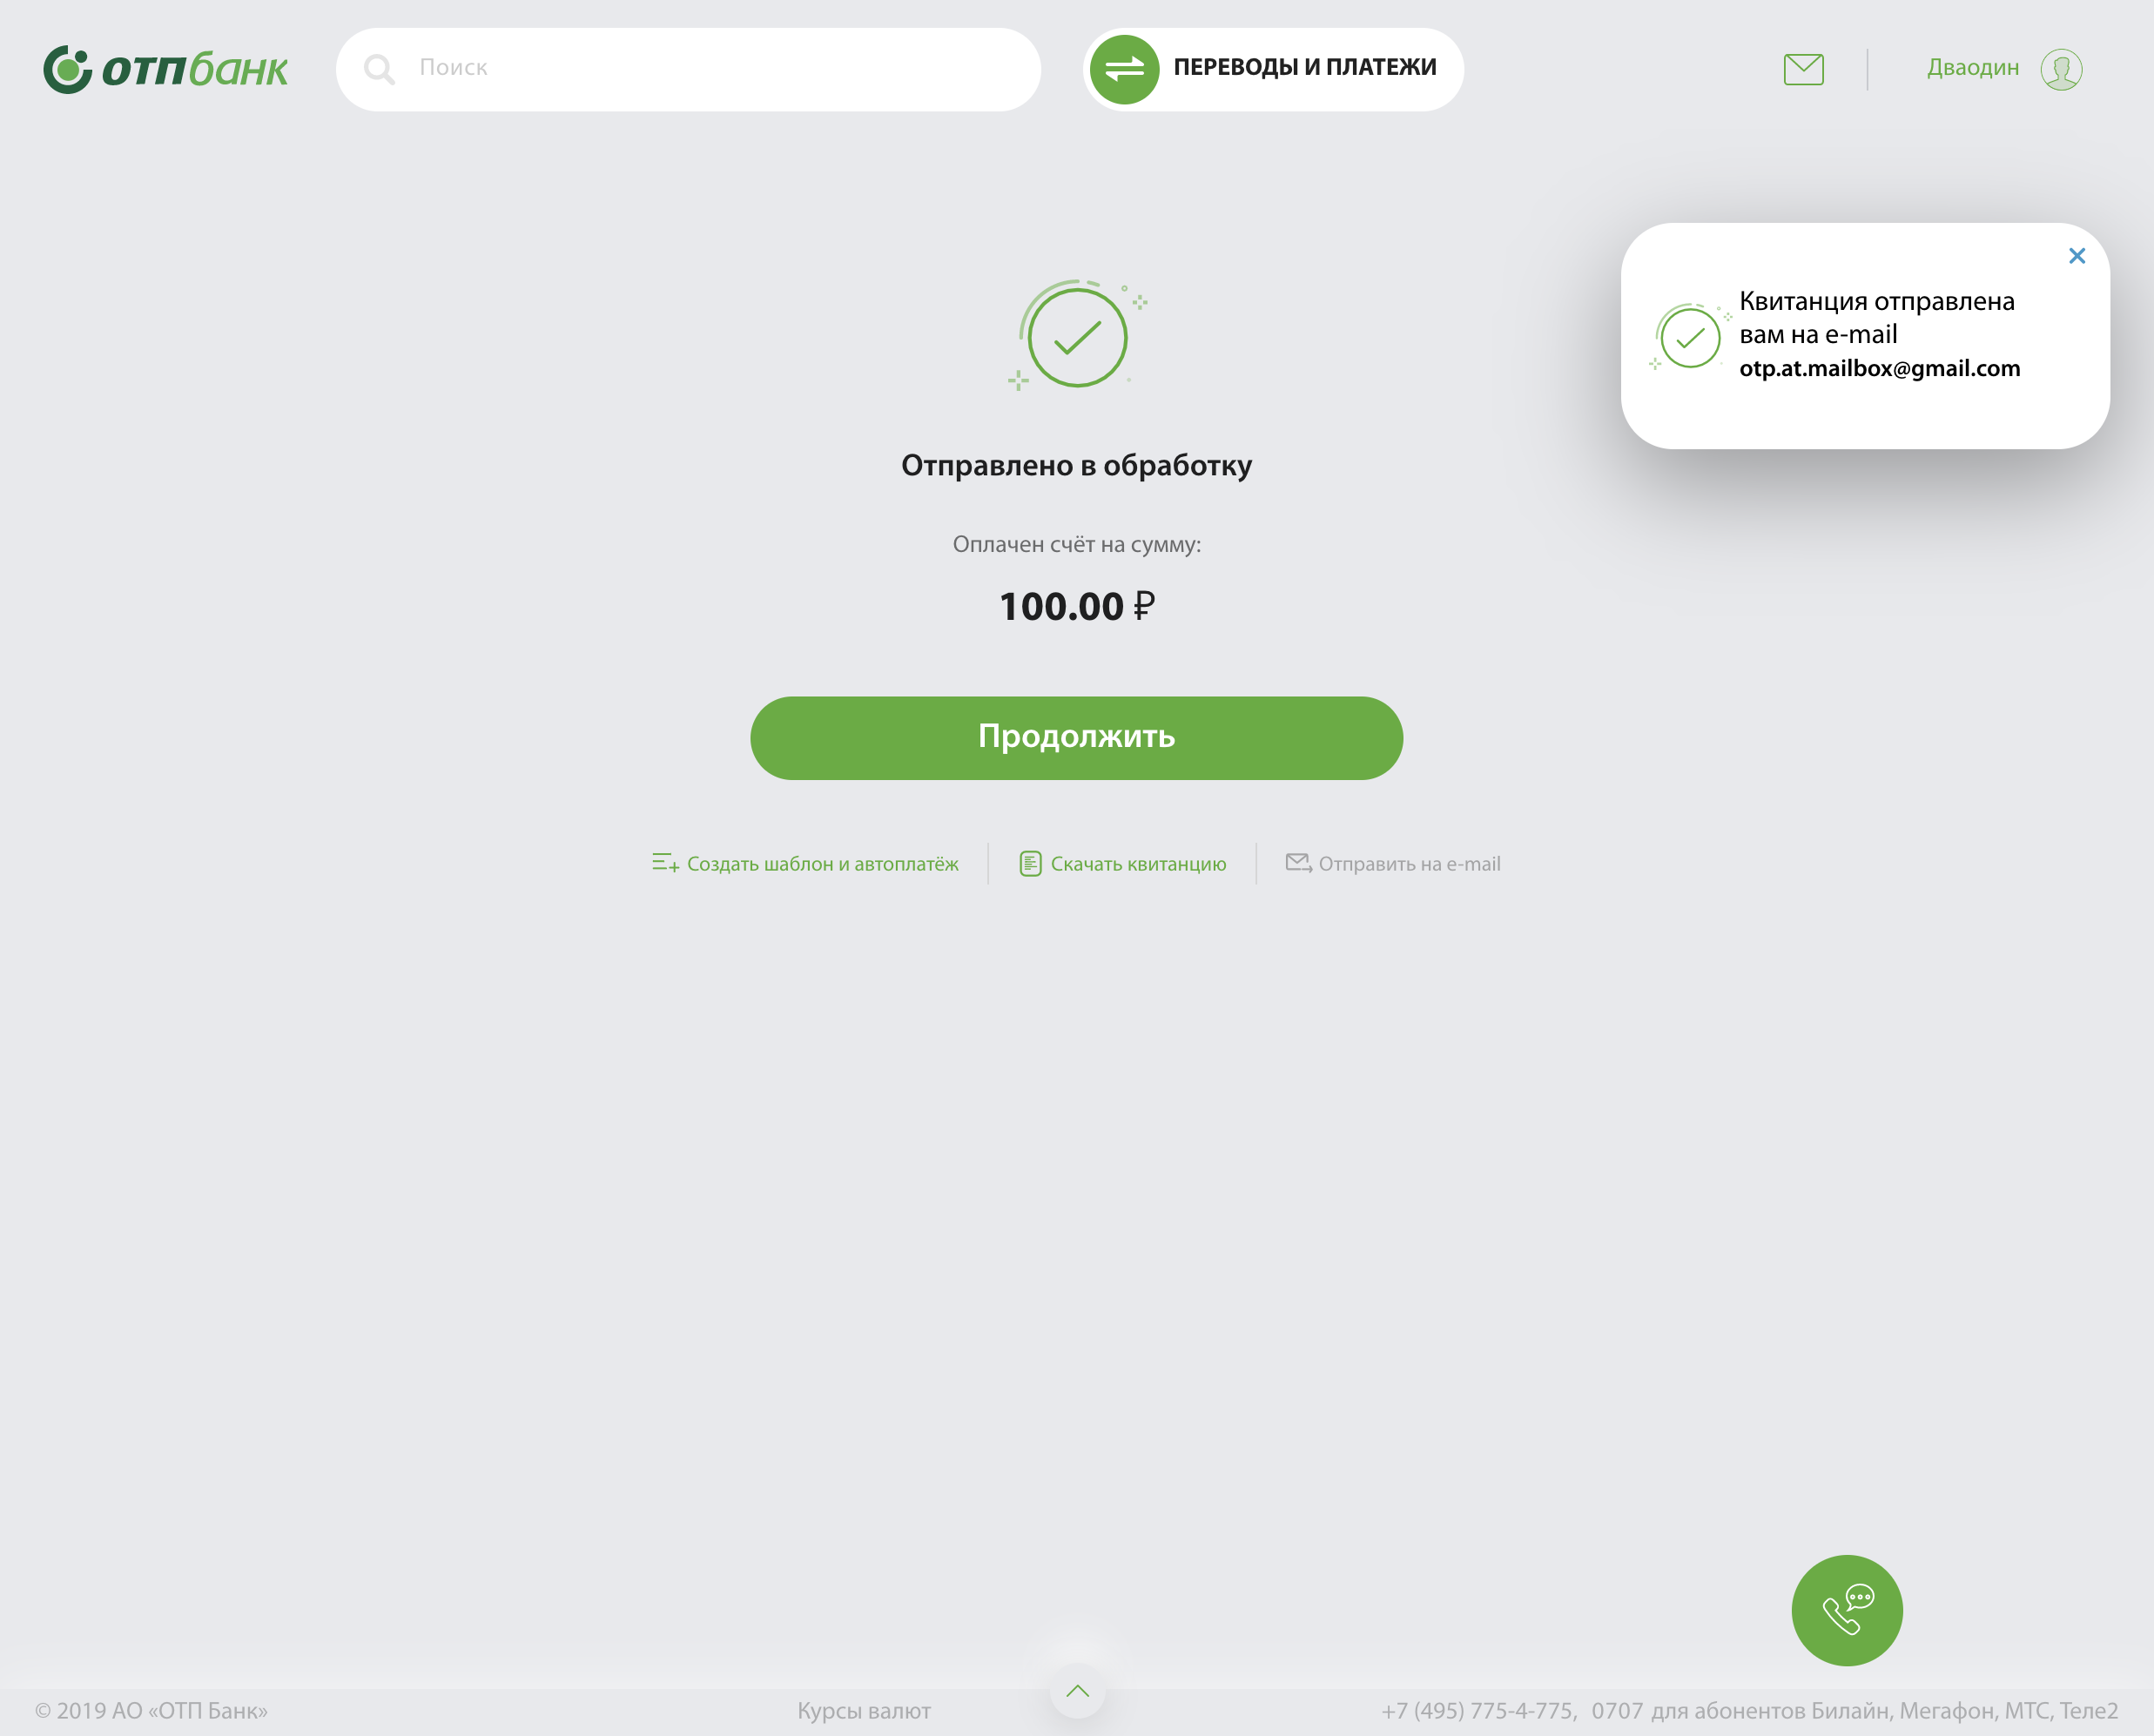 отпбанк
Поиск
ПЕРЕВОДЫ И ПЛАТЕЖИ
Дваодин
Квитанция отправлена
вам на e-mail
otp.at.mailbox@gmail.com
Отправлено в обработку
Оплачен счёт на сумму:
100.00 ₽
Продолжить
Создать шаблон и автоплатёж
Скачать квитанцию
Отправить на e-mail
© 2019 АО «ОТП Банк»
Курсы валют
+7 (495) 775-4-775, 0707 для абонентов Билайн, Мегафон, МТС, Теле2